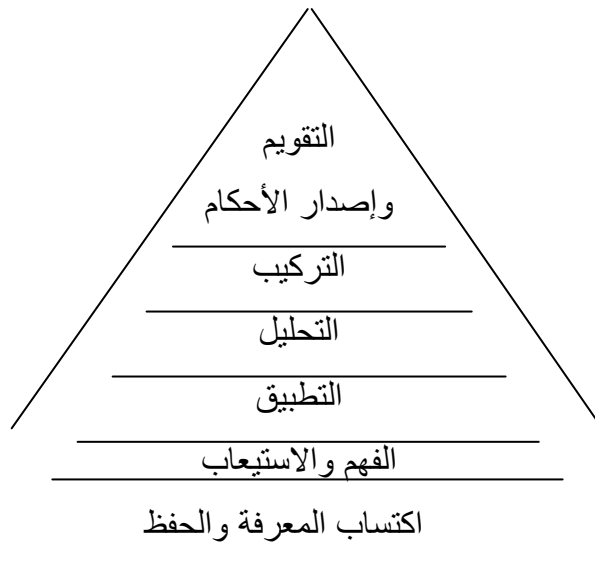 التقويم
وإصدار الأحكام
التركيب
التحليل
التطبيق
الفهم والاستيعاب
اكتساب المعرفة والحفظ